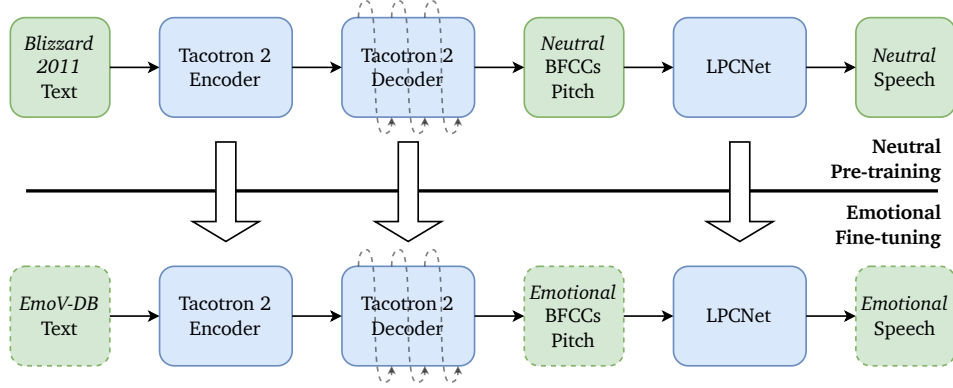 Blizzard
2011
Text
Tacotron 2
Encoder
Tacotron 2
Decoder
Neutral
BFCCs
Pitch
LPCNet
Neutral
Speech
Neutral
Pre-training
Emotional
Fine-tuning
EmoV-DB
Text
Tacotron 2
Encoder
Tacotron 2
Decoder
Emotional
BFCCs
Pitch
LPCNet
Emotional
Speech